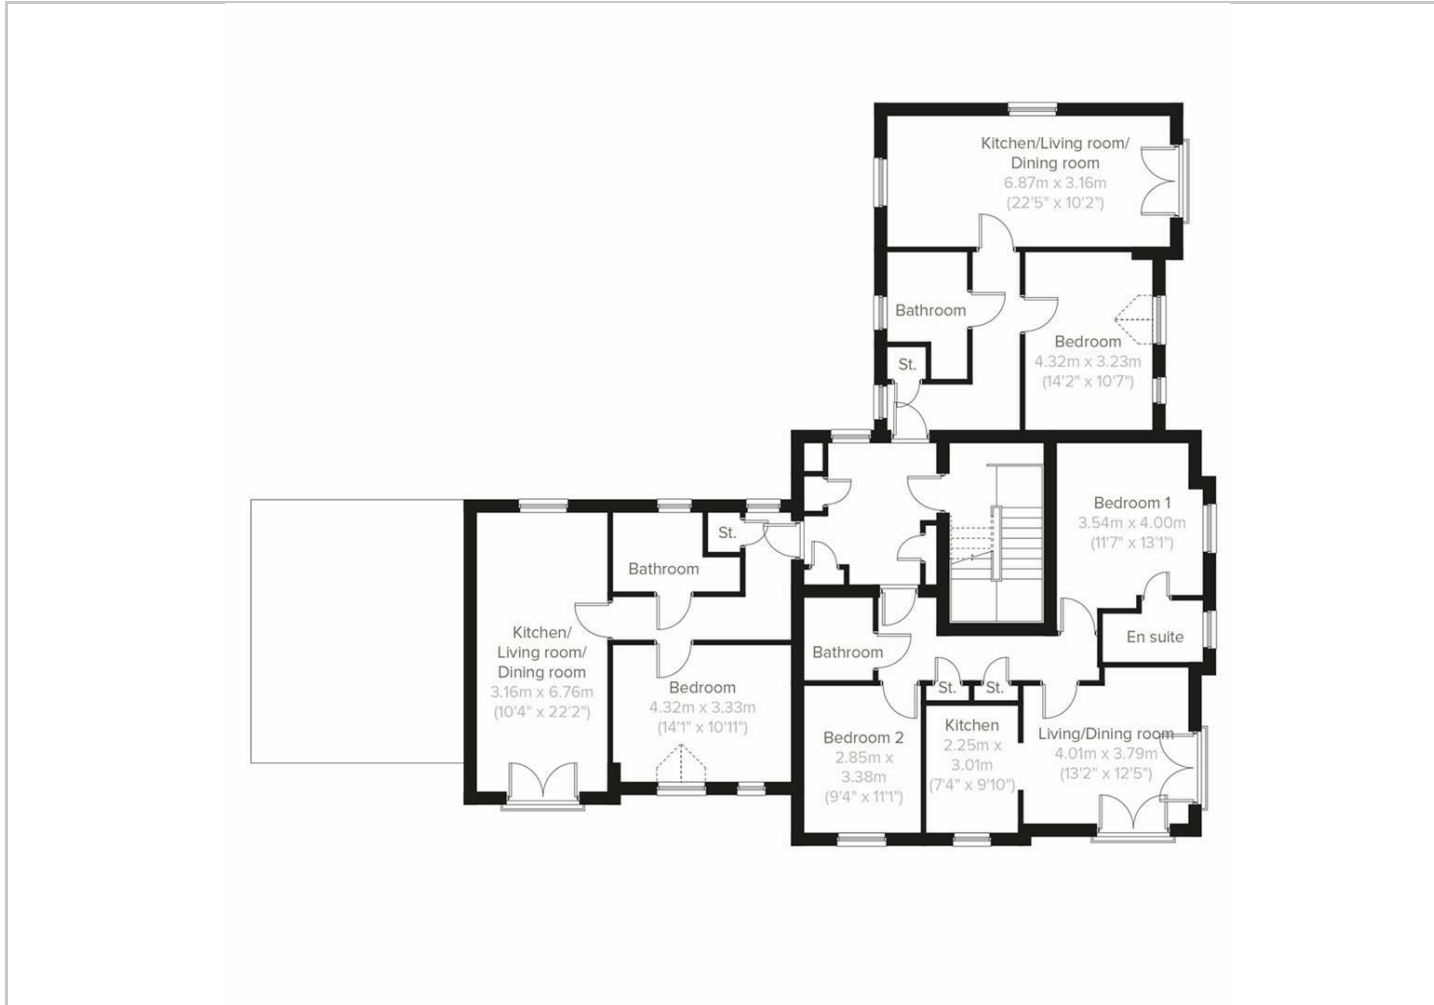 Kitchen/Living room/
Dining room
6.87m x 3.16m
(22'5" x 10'2")
Bathroom
St.
Bedroom
4.32m x 3.23m
(14'2" x 10'7")
Bedroom 1
3.54m x 4.00m
(11'7" x 13'1")
En suite
St.
Bathroom
Kitchen/
Living room/
Dining room
3.16m x 6.76m
(10'4" x 22'2")
Bedroom
4.32m x 3.33m
(14'1" x 10'11")
Bathroom
St.
St.
Bedroom 2
2.85m x
3.38m
(9'4" x 11'1")
Kitchen
2.25m x
3.01m
(7'4" x 9'10")
Living/Dining room
4.01m x 3.79m
(13'2" x 12'5")